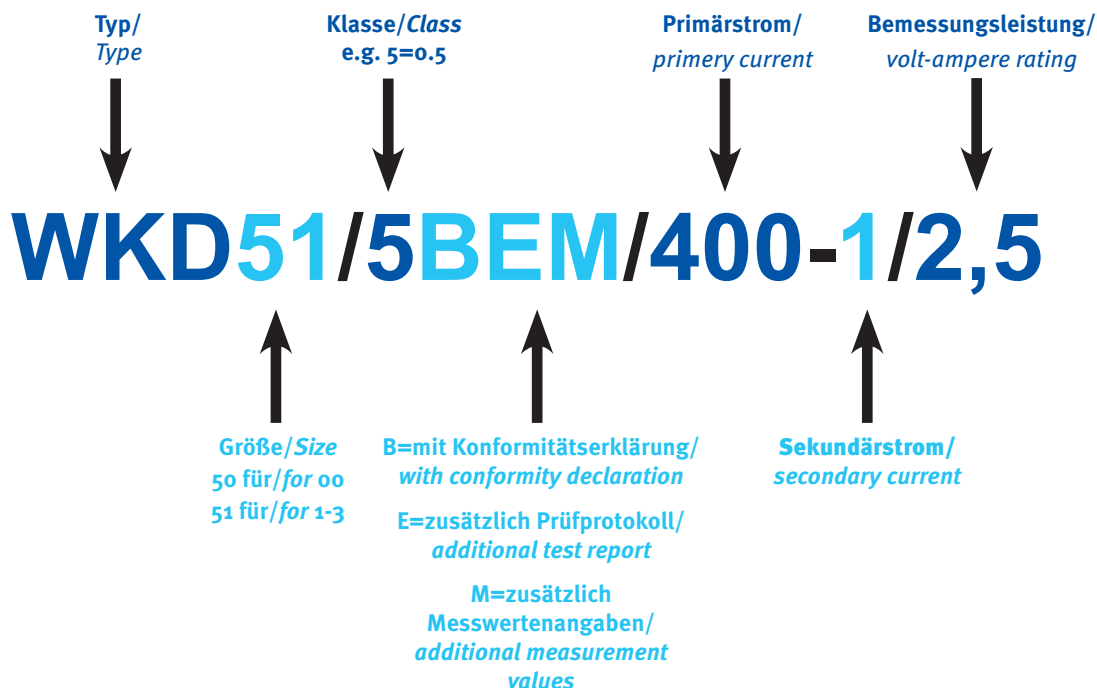 Typ/
Type
Klasse/Class
e.g. 5=0.5
Primärstrom/
primery current
Bemessungsleistung/
volt-ampere rating
WKD51/5BEM/400-1/2,5
Größe/Size
50 für/for 00
51 für/for 1-3
B=mit Konformitätserklärung/
with conformity declaration
E=zusätzlich Prüfprotokoll/
additional test report
M=zusätzlich
Messwertenangaben/
additional measurement
values
Sekundärstrom/
secondary current